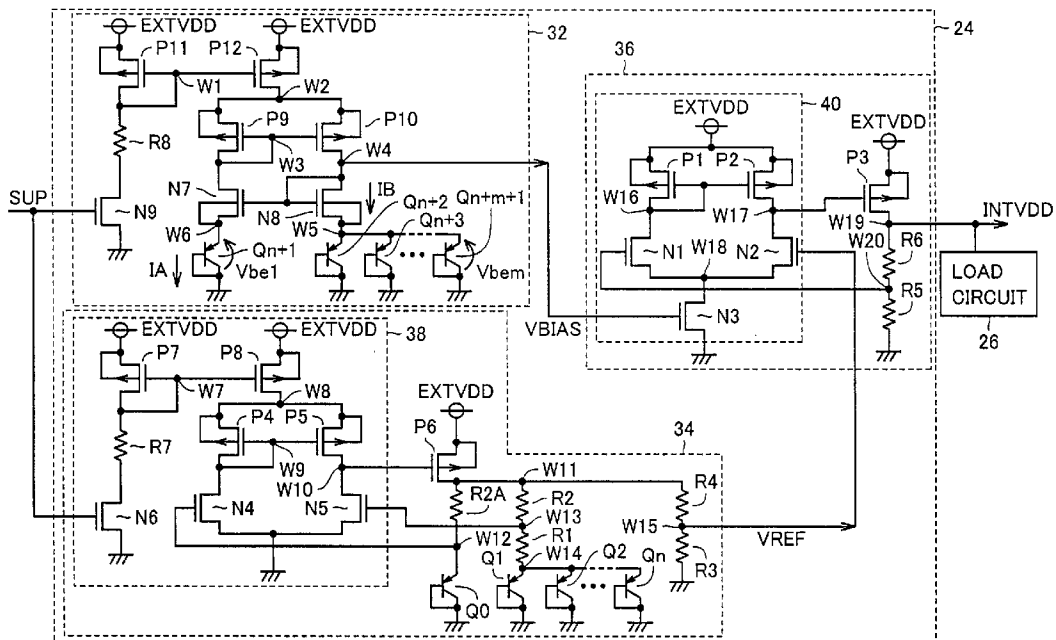 EXTVDD EXTVDD 32 24
P11 P12 36
W1 W2 40
EXTVDD
P9 P10 P1 P2 EXTVDD
R8 W3 W4 P3
SUP N7 N8 IB Qn+2 W16 W17 W19 INTVDD
N9 W6 W5 Qn+3 Qn+m+1 N1 W18 N2 W20 R6
IA Qn+1 Vbe1 Vbem R5 LOAD CIRCUIT
VBIAS N3 26
EXTVDD EXTVDD 38
P7 P8
W7 W8 EXTVDD
P4 P5 P6 34
R7 W9 W10 W11
R2A R2 R4
N6 N4 N5 W13 W15
W12 R1 VREF
Q1 W14 Q2 Qn R3
Q0